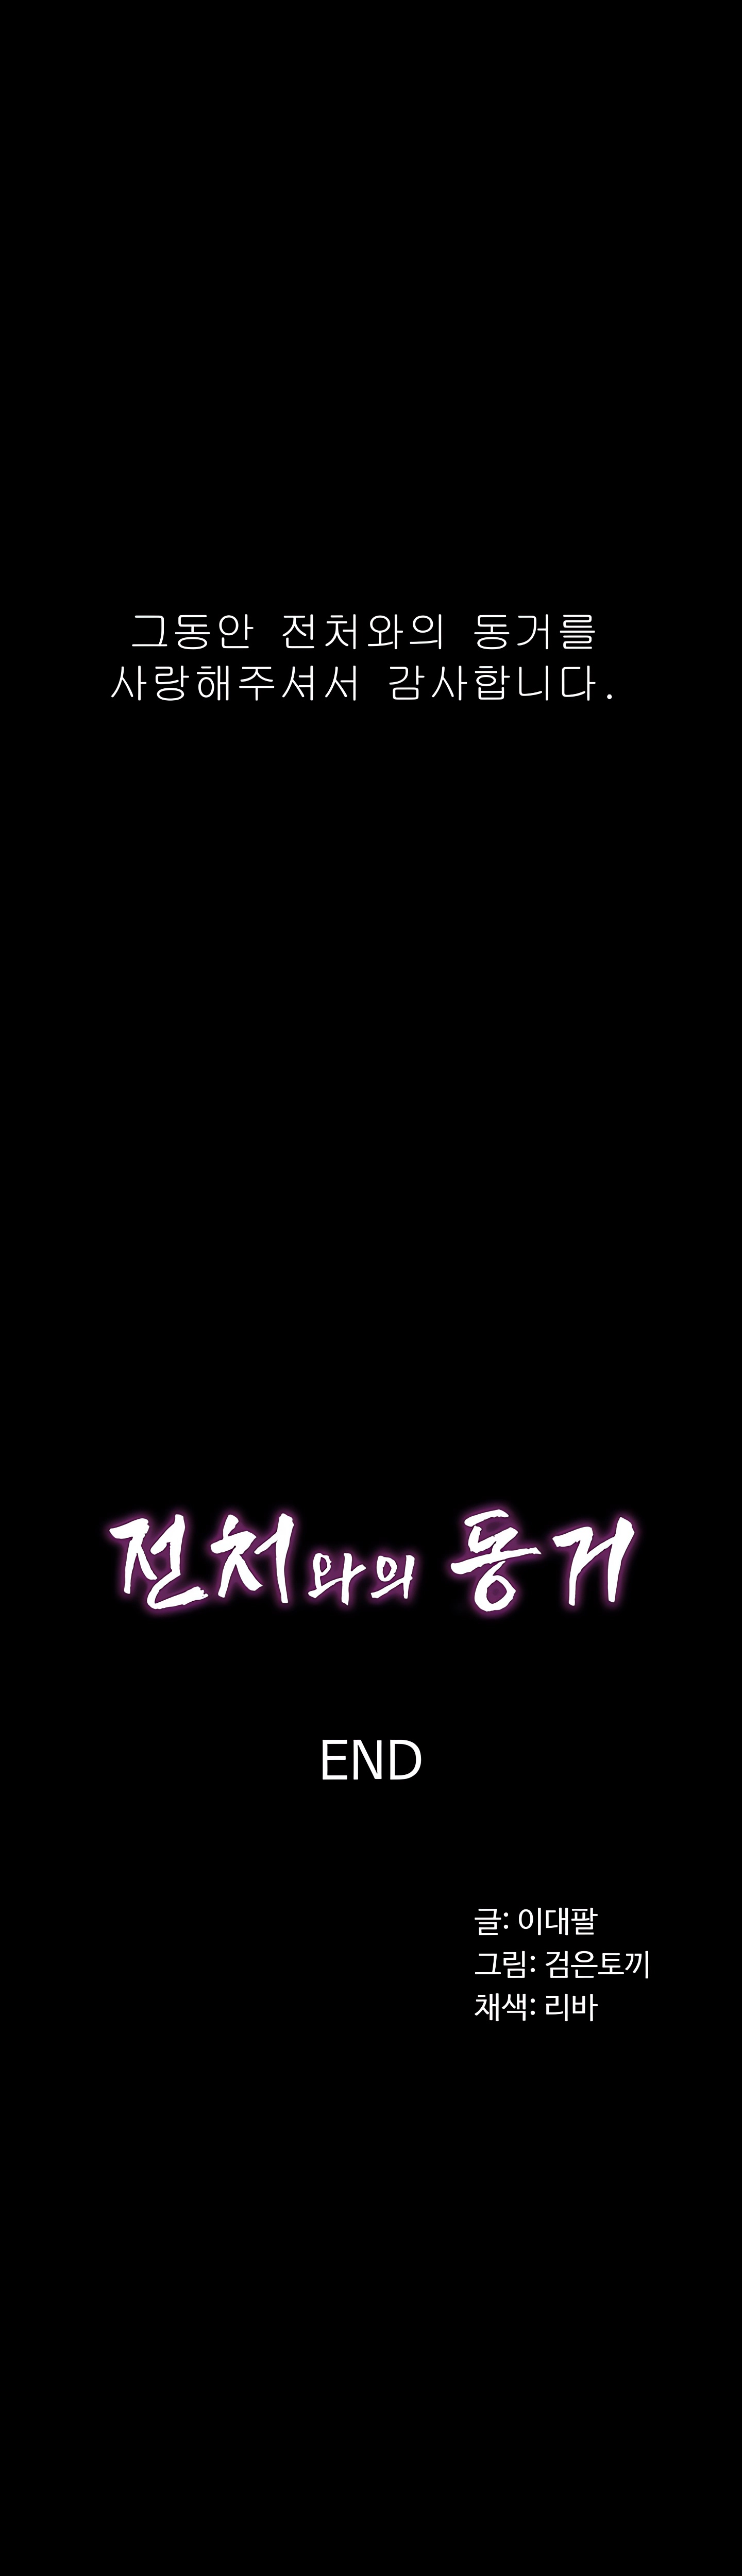 그동안 전처와의 동거를
사랑해주셔서 감사합니다.
전처와의 동거
END
글: 이대팔
그림: 검은토끼
채색: 리바